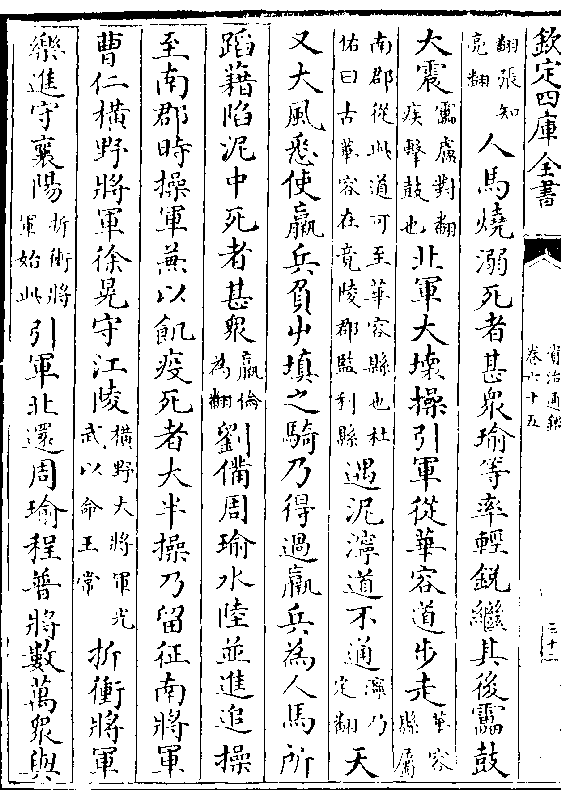 欽定四庫全書
資治通鑑
卷六十五
翻張知
亮翻
人馬燒溺死者甚衆瑜等率輕鋭繼其後靁鼓
大震
靁盧對翻
疾擊鼓也
北軍大壊操引軍從華容道步走
華容
縣屬
南郡從此道可至華容縣也杜
佑曰古華容在竟陵郡監利縣
遇泥濘道不通
濘乃
定翻
天
又大風悉使羸兵負艸填之騎乃得過羸兵為人馬所
蹈藉陷泥中死者甚衆
羸倫
為翻
劉備周瑜水陸並進追操
至南郡時操軍兼以飢疫死者大半操乃留征南將軍
曹仁橫野將軍徐晃守江陵
橫野大將軍光
武以命王常
折衝將軍
樂進守襄陽
折衝將
軍始此
引軍北還周瑜程普將數萬衆與